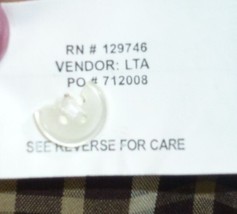 RN # 129746
VENDOR: LTA
PO # 712008
SEE REVERSE FOR CARE